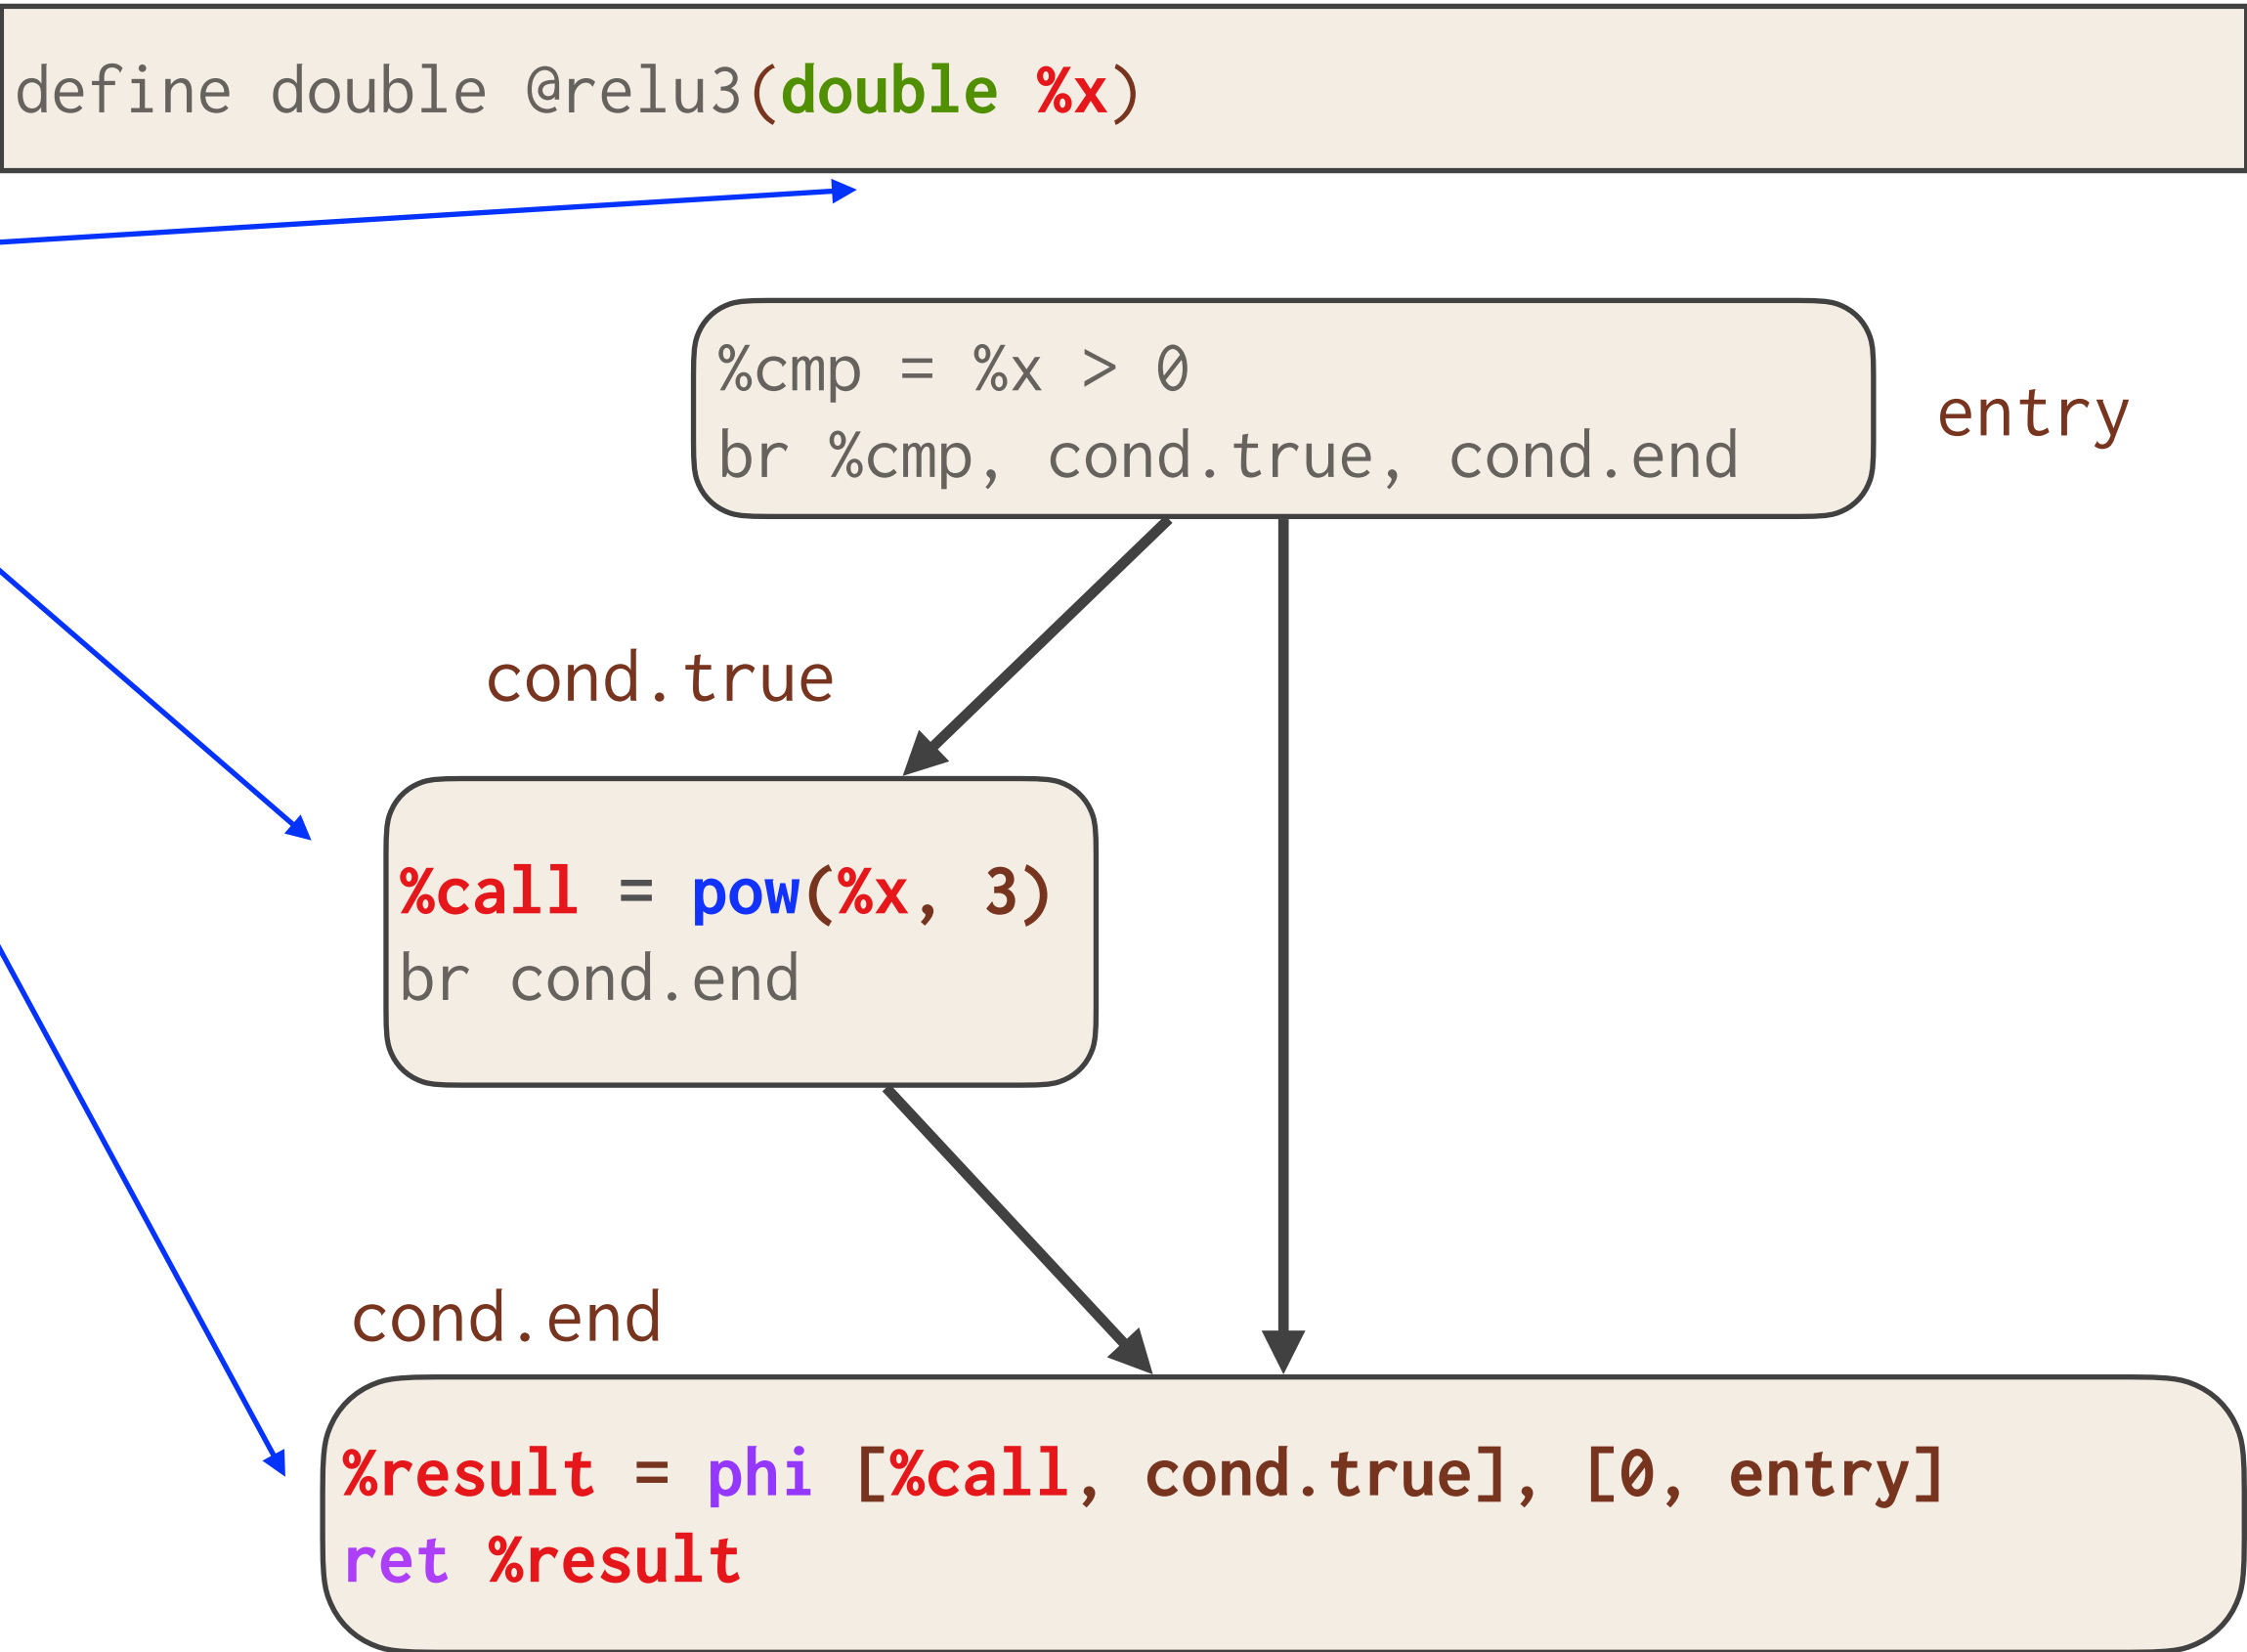 define double @relu3(double %x)
%cmp = %x > 0
br %cmp, cond.true, cond.end
entry
cond.true
%call = pow(%x, 3)
br cond.end
cond.end
%result = phi [%call, cond.true], [0, entry]
ret %result